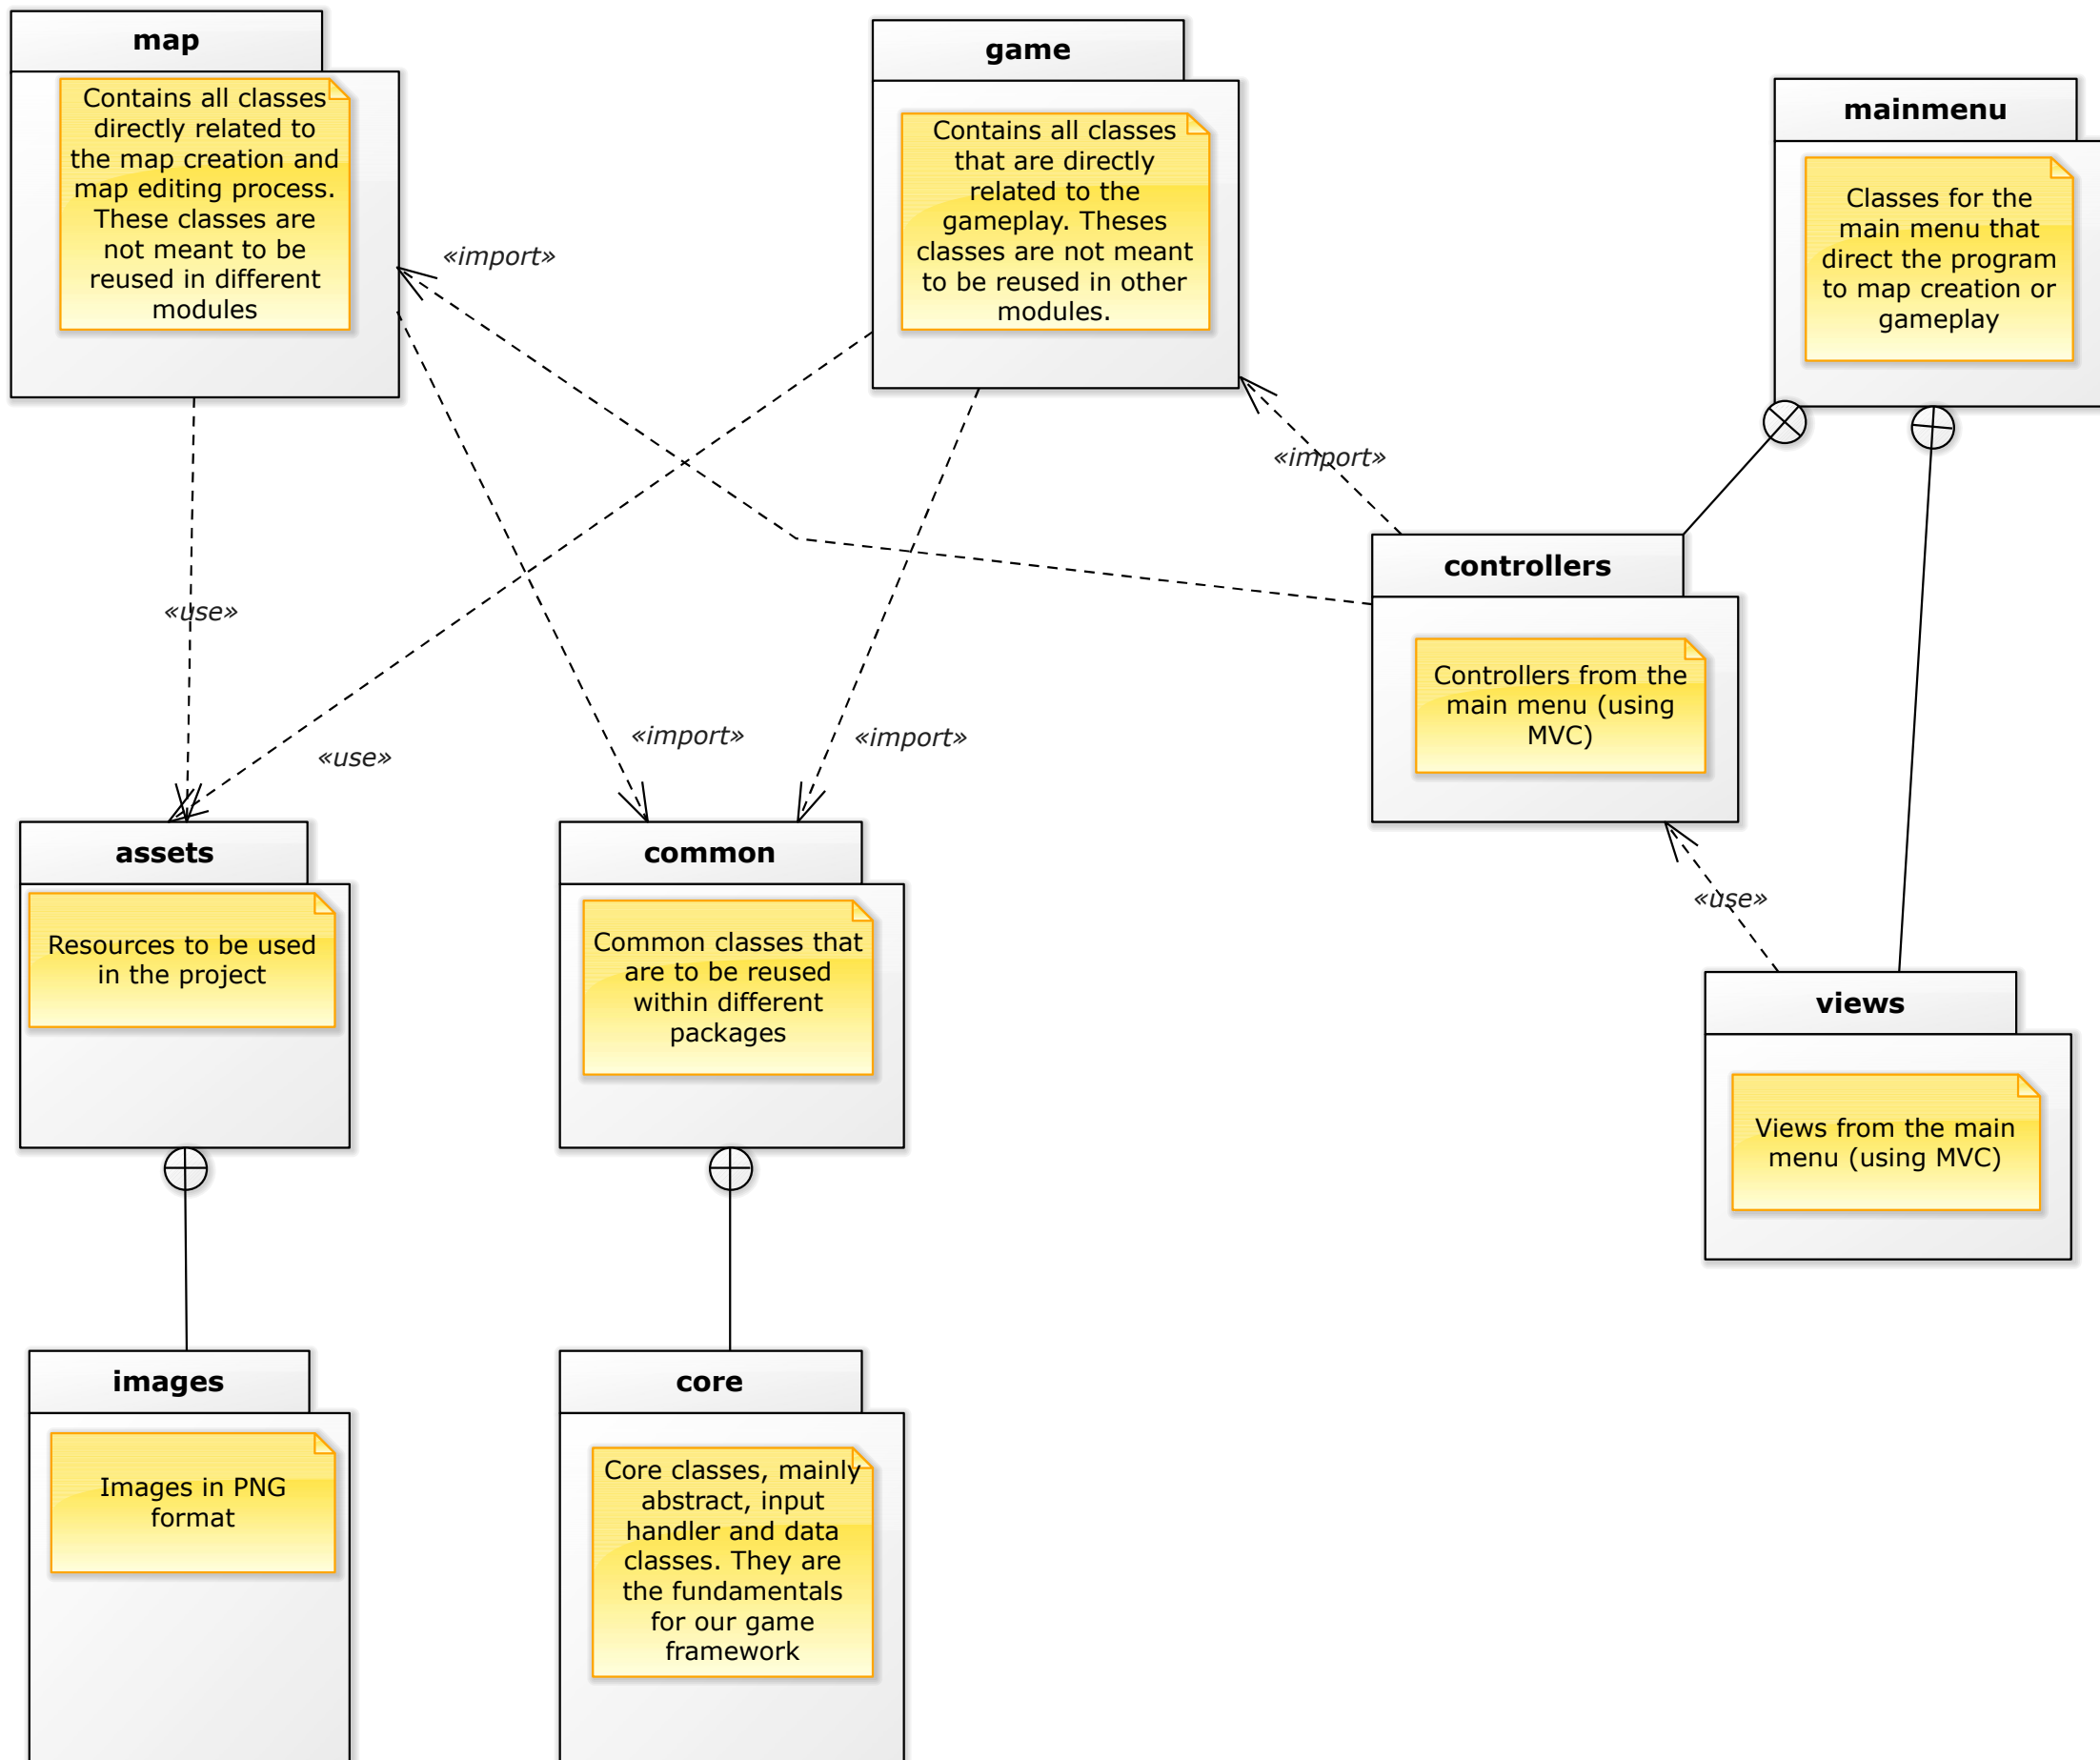 map
Contains all classes
directly related to
the map creation and
map editing process.
These classes are
not meant to be
reused in different
modules
game
Contains all classes
that are directly
related to the
gameplay. Theses
classes are not meant
to be reused in other
modules.
mainmenu
Classes for the
main menu that
direct the program
to map creation or
gameplay
«import»
«import»
controllers
Controllers from the
main menu (using
MVC)
«use»
«use»
«import»
«import»
assets
Resources to be used
in the project
common
Common classes that
are to be reused
within different
packages
«use»
views
Views from the main
menu (using MVC)
images
Images in PNG
format
core
Core classes, mainly
abstract, input
handler and data
classes. They are
the fundamentals
for our game
framework